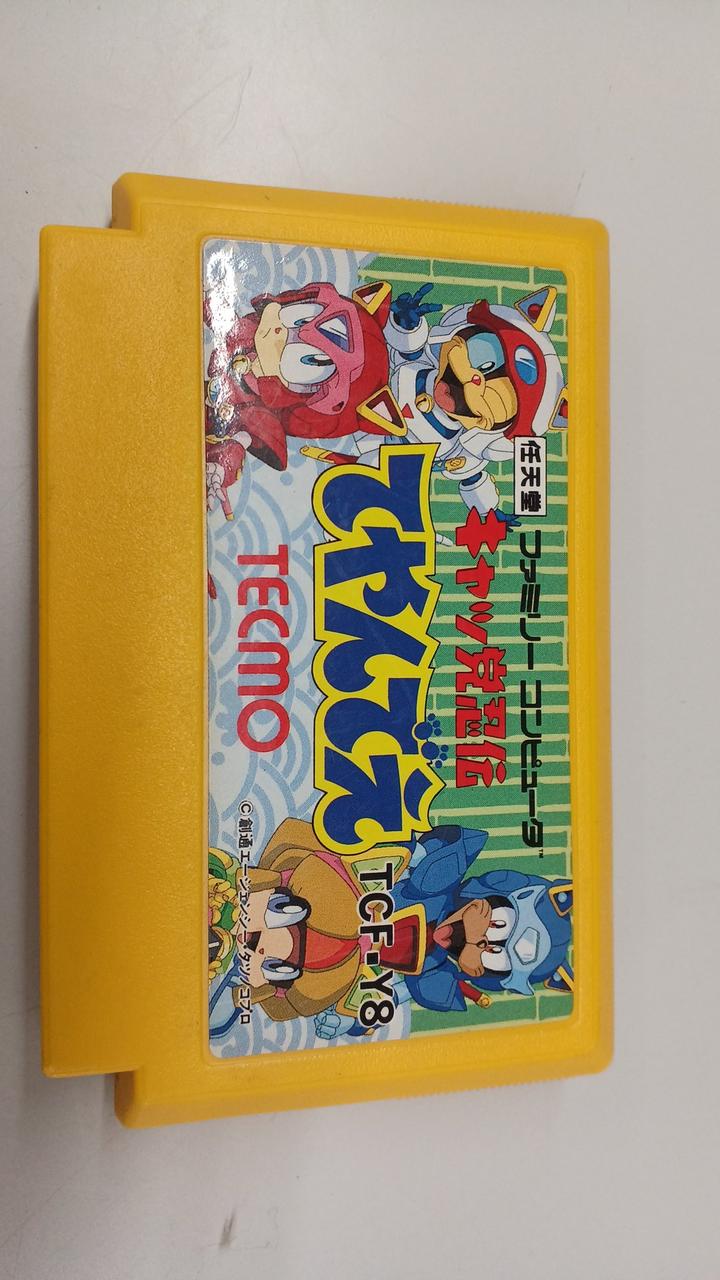 任天堂 ファミリー コンピュータ™
キャッ党忍伝
てやんでえ
TCF-Y8
TECMO
©創通エージェンシー・タツノコプロ